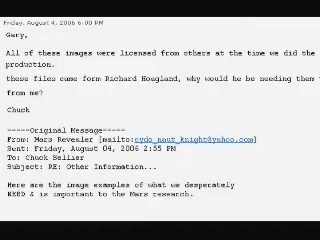 Friday, August 4, 2006 6:00 PM
Gary,
All of these images were licensed from others at the time we did the
production.
these files came form Richard Hoagland, why would he be needing them
from me?
Chuck
-----Original Message-----
From: Mars Revealer [mailto:cydo_naut_knight@yahoo.com]
Sent: Friday, August 04, 2006 2:55 PM
To: Chuck Sellier
Subject: RE: Other Information...
Here are the image examples of what we desperately
NEED & is important to the Mars research.